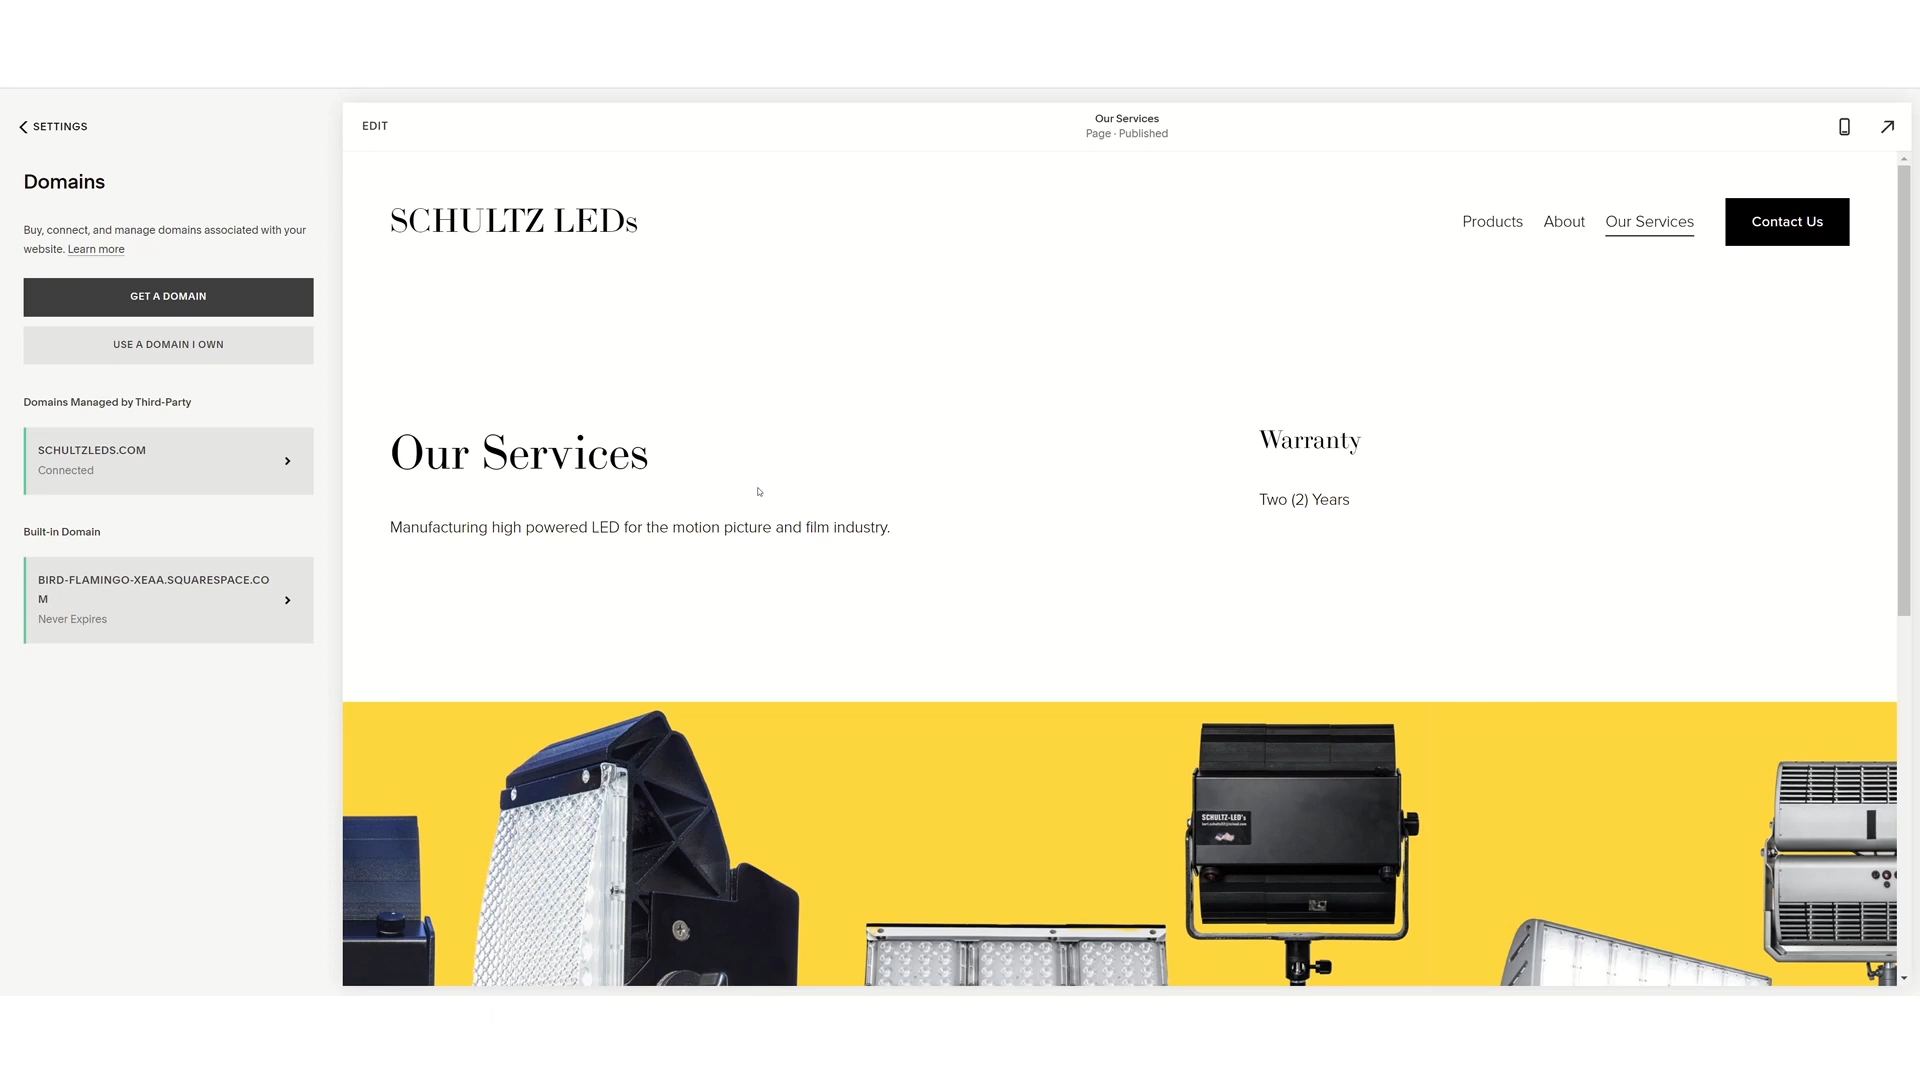 SETTINGS
Domains
Buy, connect, and manage domains associated with your
website. Learn more
GET A DOMAIN
USE A DOMAIN I OWN
Domains Managed by Third-Party
SCHULTZLEDS.COM
Connected
Built-in Domain
BIRD-FLAMINGO-XEAA.SQUARESPACE.CO
M
Never Expires
EDIT
Our Services
Page · Published
SCHULTZ LEDs
Products
About
Our Services
Contact Us
Our Services
Manufacturing high powered LED for the motion picture and film industry.
Warranty
Two (2) Years
SCHULTZ-LED's